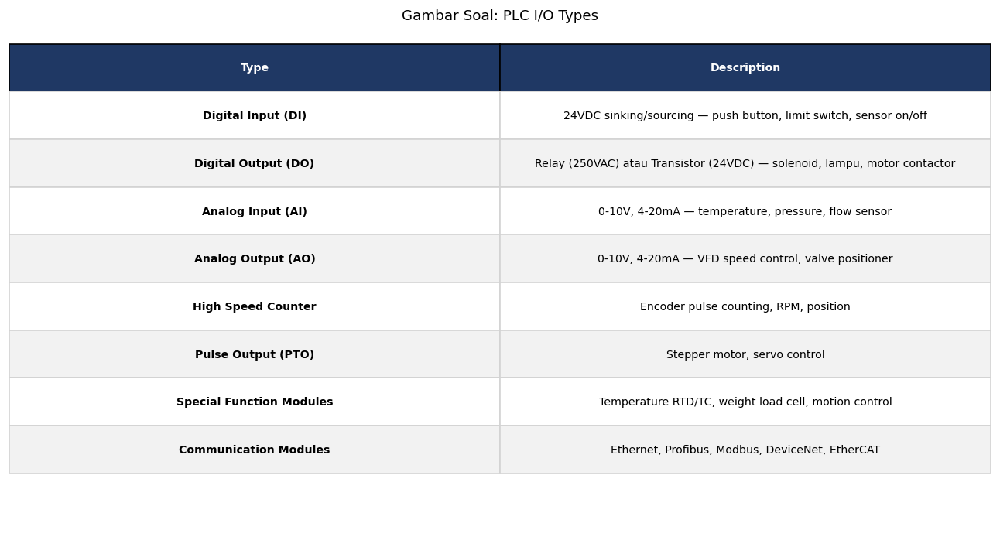 Gambar Soal: PLC I/O Types
Type Description
Digital Input (DI) 24VDC sinking/sourcing — push button, limit switch, sensor on/off
Digital Output (DO) Relay (250VAC) atau Transistor (24VDC) — solenoid, lampu, motor contactor
Analog Input (AI) 0-10V, 4-20mA — temperature, pressure, flow sensor
Analog Output (AO) 0-10V, 4-20mA — VFD speed control, valve positioner
High Speed Counter Encoder pulse counting, RPM, position
Pulse Output (PTO) Stepper motor, servo control
Special Function Modules Temperature RTD/TC, weight load cell, motion control
Communication Modules Ethernet, Profibus, Modbus, DeviceNet, EtherCAT